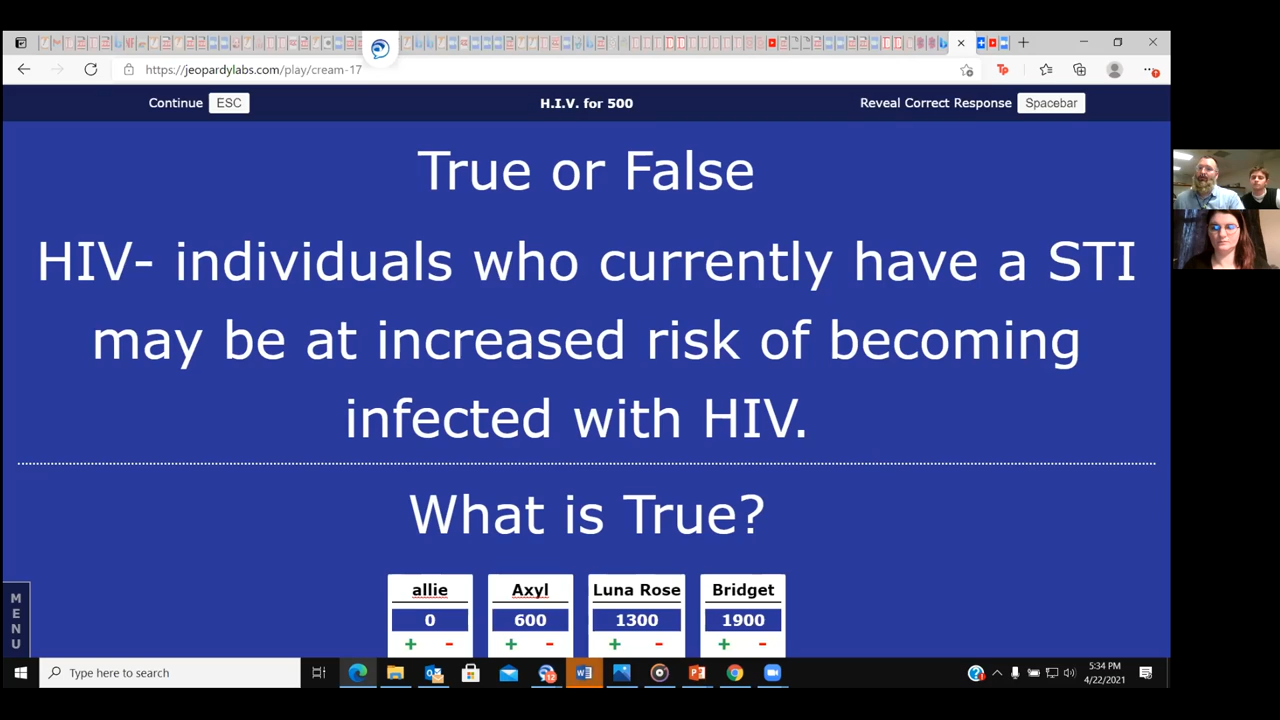 https://jeopardylabs.com/play/cream-17
Continue ESC
H.I.V. for 500
Reveal Correct Response Spacebar
True or False
HIV- individuals who currently have a STI
may be at increased risk of becoming
infected with HIV.
What is True?
allie Axyl Luna Rose Bridget
0 600 1300 1900
+ - + - + - + -
MENU
Type here to search
5:34 PM
4/22/2021